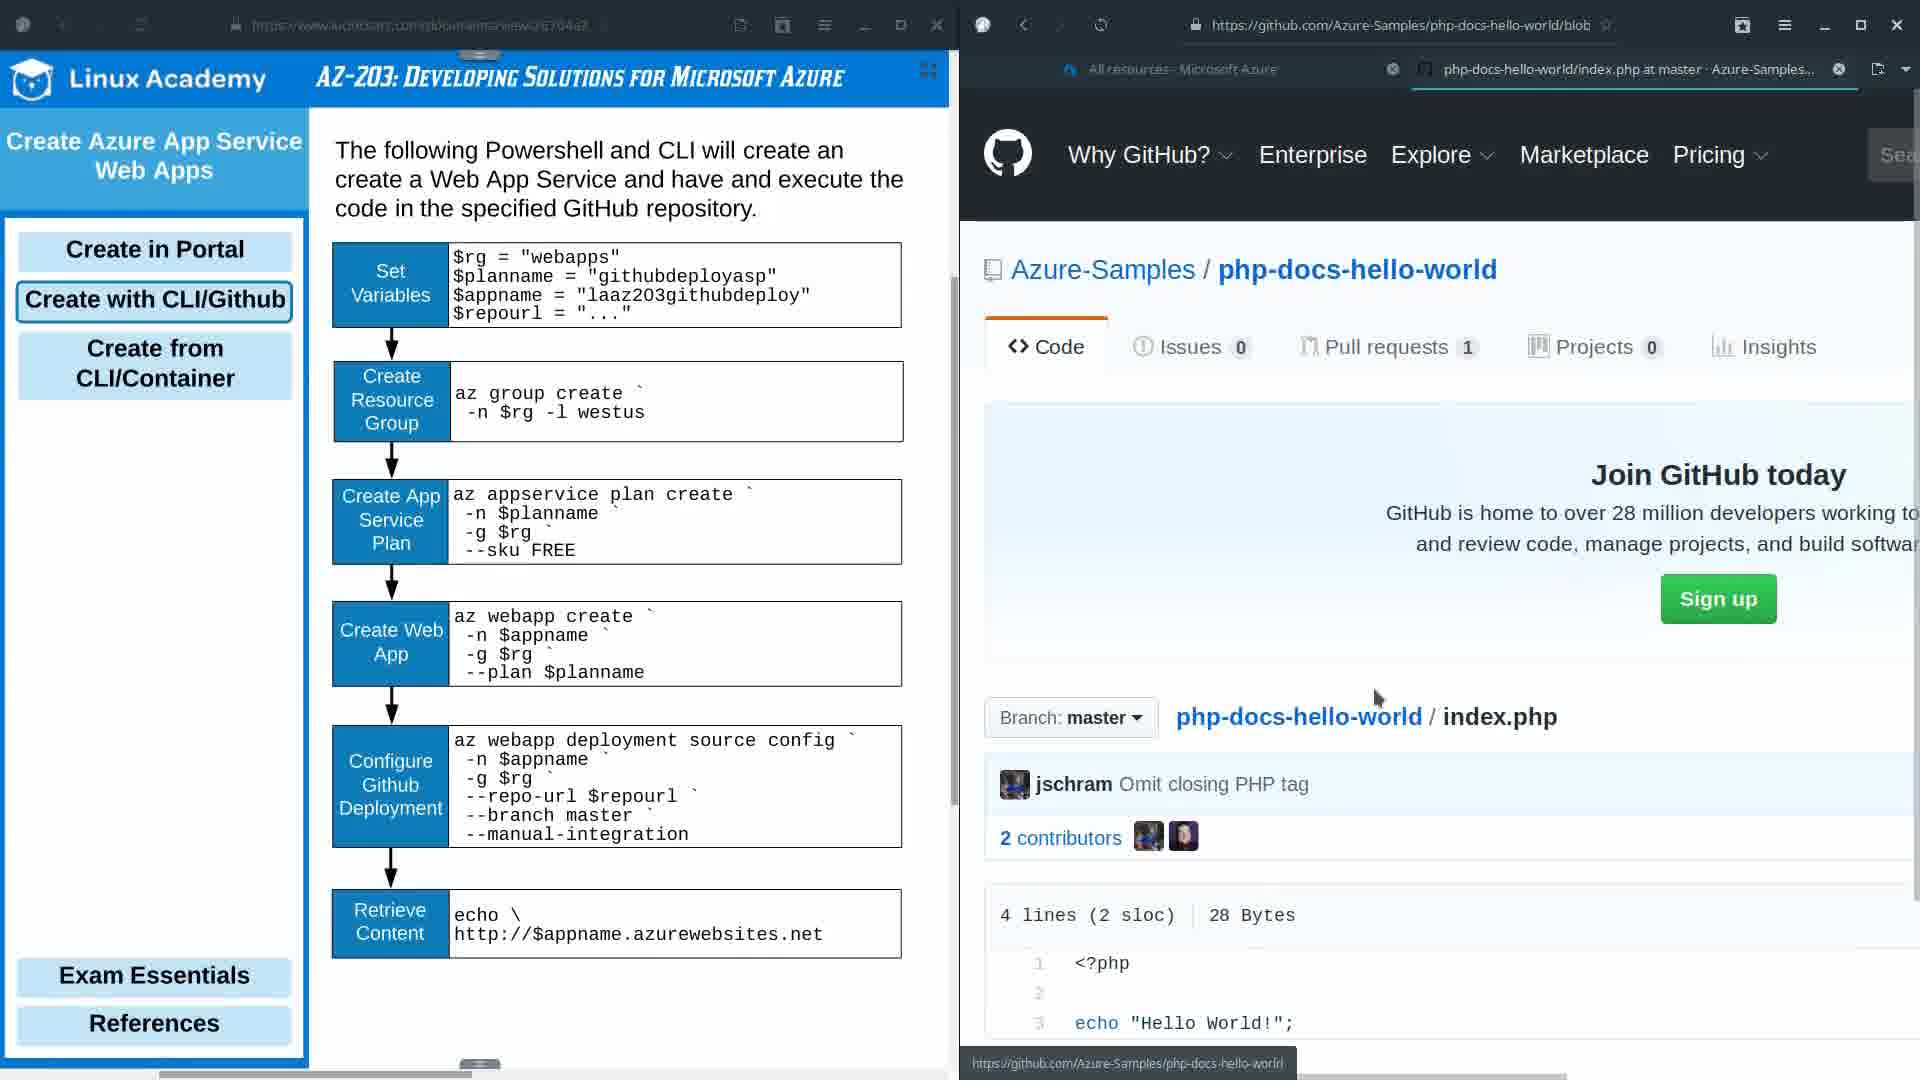 https://github.com/Azure-Samples/php-docs-hello-world/blob
Linux Academy
AZ-203: Developing Solutions for Microsoft Azure
All resources - Microsoft Azure
php-docs-hello-world/index.php at master · Azure-Samples...
Create Azure App Service
Web Apps
Create in Portal
Create with CLI/Github
Create from
CLI/Container
Exam Essentials
References
The following Powershell and CLI will create an
create a Web App Service and have and execute the
code in the specified GitHub repository.
Set
Variables
$rg = "webapps"
$planname = "githubdeployasp"
$appname = "laaz2O3githubdeploy"
$repourl = "..."
Create
Resource
Group
az group create `
-n $rg -l westus
Create App
Service
Plan
az appservice plan create `
-n $planname `
-g $rg `
--sku FREE
Create Web
App
az webapp create `
-n $appname `
-g $rg `
--plan $planname
Configure
Github
Deployment
az webapp deployment source config `
-n $appname `
-g $rg `
--repo-url $repourl `
--branch master `
--manual-integration
Retrieve
Content
echo \
http://$appname.azurewebsites.net
Why GitHub?
Enterprise
Explore
Marketplace
Pricing
Sea
Azure-Samples / php-docs-hello-world
<> Code
Issues 0
Pull requests 1
Projects 0
Insights
Join GitHub today
GitHub is home to over 28 million developers working to
and review code, manage projects, and build softwar
Sign up
Branch: master
php-docs-hello-world / index.php
jschram Omit closing PHP tag
2 contributors
4 lines (2 sloc)
28 Bytes
1 <?php
2
3 echo "Hello World!";
https://github.com/Azure-Samples/php-docs-hello-world